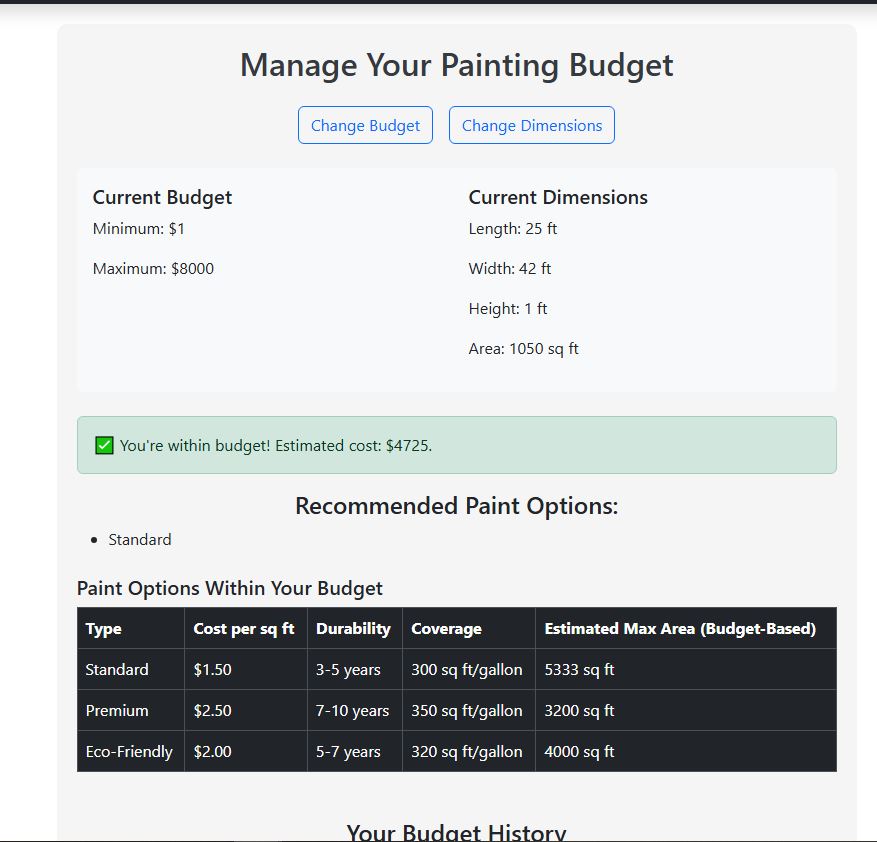 Manage Your Painting Budget
Change Budget Change Dimensions
Current Budget
Minimum: $1
Maximum: $8000
Current Dimensions
Length: 25 ft
Width: 42 ft
Height: 1 ft
Area: 1050 sq ft
✅ You're within budget! Estimated cost: $4725.
Recommended Paint Options:
• Standard
Paint Options Within Your Budget
Type Cost per sq ft Durability Coverage Estimated Max Area (Budget-Based)
Standard $1.50 3-5 years 300 sq ft/gallon 5333 sq ft
Premium $2.50 7-10 years 350 sq ft/gallon 3200 sq ft
Eco-Friendly $2.00 5-7 years 320 sq ft/gallon 4000 sq ft
Your Budget History